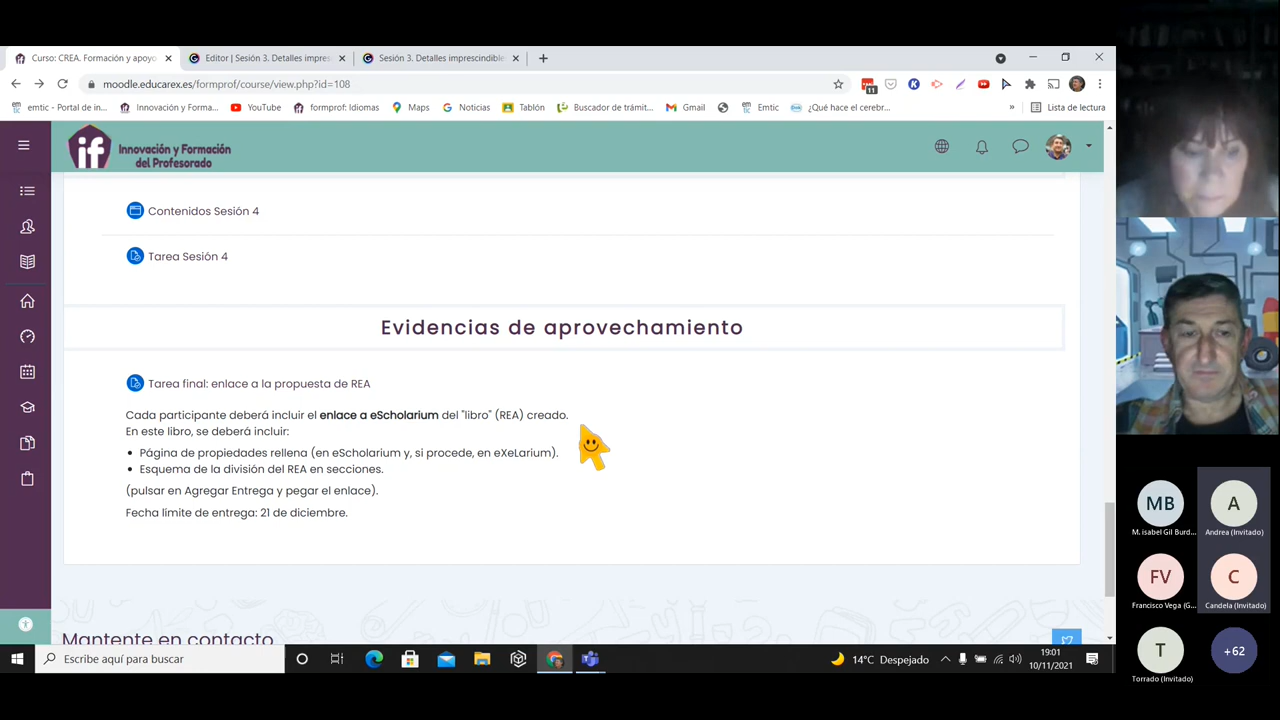 Curso: CREA. Formación y apoyo
Editor | Sesión 3. Detalles impres
Sesión 3. Detalles imprescindible
moodle.educarex.es/formprof/course/view.php?id=108
11
emtic - Portal de in...
Innovación y Forma...
YouTube
formprof: Idiomas
Maps
Noticias
Tablón
Buscador de trámit...
Gmail
Emtic
¿Qué hace el cerebr...
»
Lista de lectura
if
Innovación y Formación
del Profesorado
Contenidos Sesión 4
Tarea Sesión 4
Evidencias de aprovechamiento
Tarea final: enlace a la propuesta de REA
Cada participante deberá incluir el enlace a eScholarium del "libro" (REA) creado.
En este libro, se deberá incluir:
• Página de propiedades rellena (en eScholarium y, si procede, en eXeLarium).
• Esquema de la división del REA en secciones.
(pulsar en Agregar Entrega y pegar el enlace).
Fecha límite de entrega: 21 de diciembre.
Mantente en contacto
Escribe aquí para buscar
14°C Despejado
19:01
10/11/2021
MB
M. isabel Gil Burd...
A
Andrea (Invitado)
FV
Francisco Vega (G...
C
Candela (Invitado)
T
Torrado (Invitado)
+62